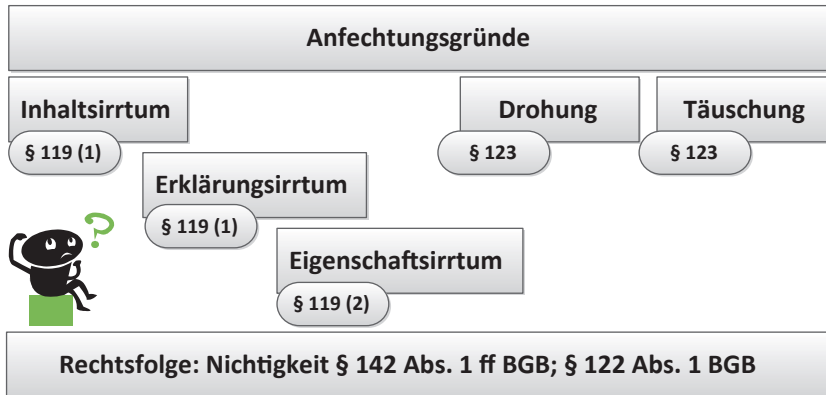 Anfechtungsgründe
Inhaltsirrtum
§ 119 (1)
Drohung
§ 123
Täuschung
§ 123
Erklärungsirrtum
§ 119 (1)
?
Eigenschaftsirrtum
§ 119 (2)
Rechtsfolge: Nichtigkeit § 142 Abs. 1 ff BGB; § 122 Abs. 1 BGB